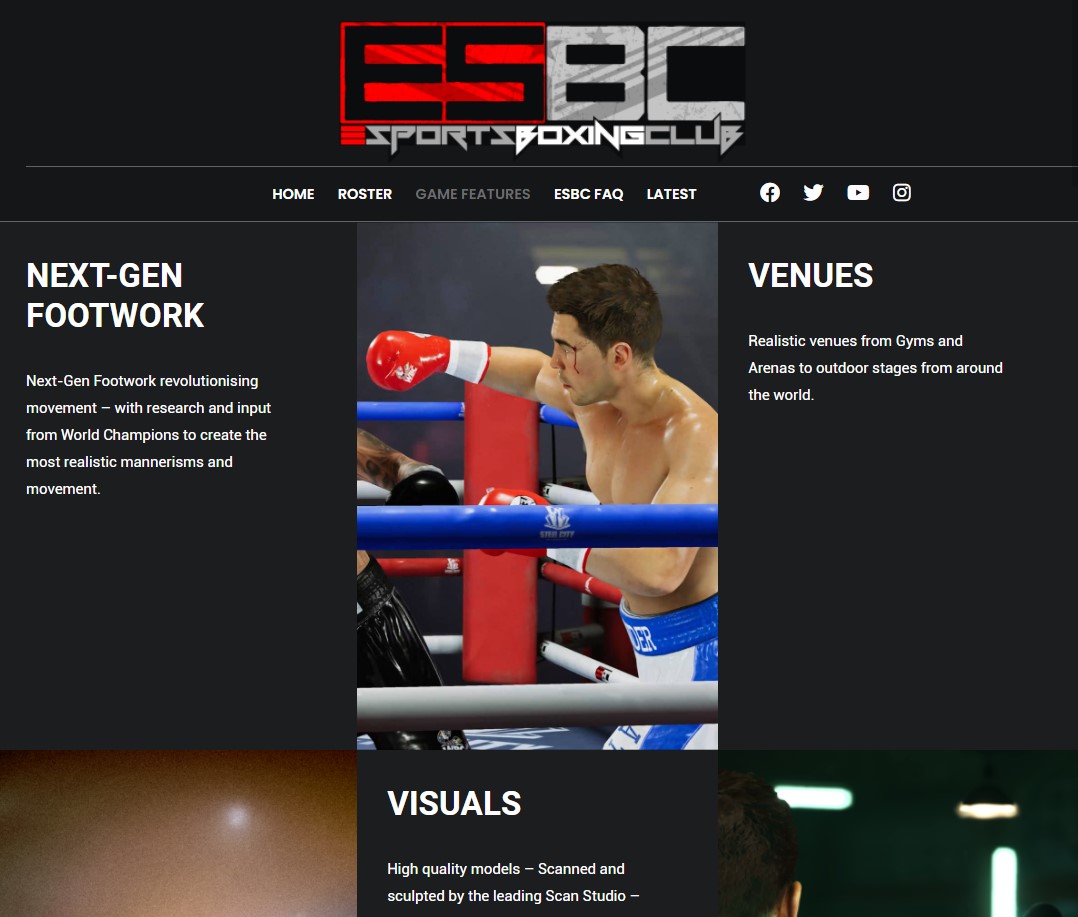 ESBC
ESPORTSBOXINGCLUB
HOME ROSTER GAME FEATURES ESBC FAQ LATEST
NEXT-GEN
FOOTWORK
Next-Gen Footwork revolutionising
movement – with research and input
from World Champions to create the
most realistic mannerisms and
movement.
STEEL CITY
DER
VENUES
Realistic venues from Gyms and
Arenas to outdoor stages from around
the world.
VISUALS
High quality models – Scanned and
sculpted by the leading Scan Studio –